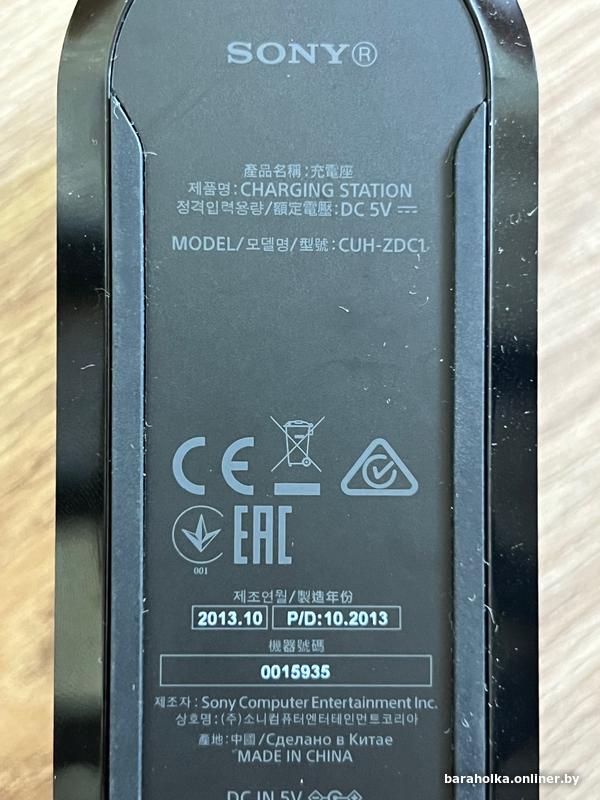 SONY®
產品名稱:充電座
제품명:CHARGING STATION
정격입력용량/額定電壓:DC 5V ⎓
MODEL/모델명/型號:CUH-ZDC1
CE
001
EAC
제조연월/製造年份
2013.10 P/D:10.2013
機器號碼
0015935
제조자:Sony Computer Entertainment Inc.
상호명:(주)소니컴퓨터엔터테인먼트코리아
產地:中國/Сделано в Китае
MADE IN CHINA
DC IN 5V
baraholka.onliner.by